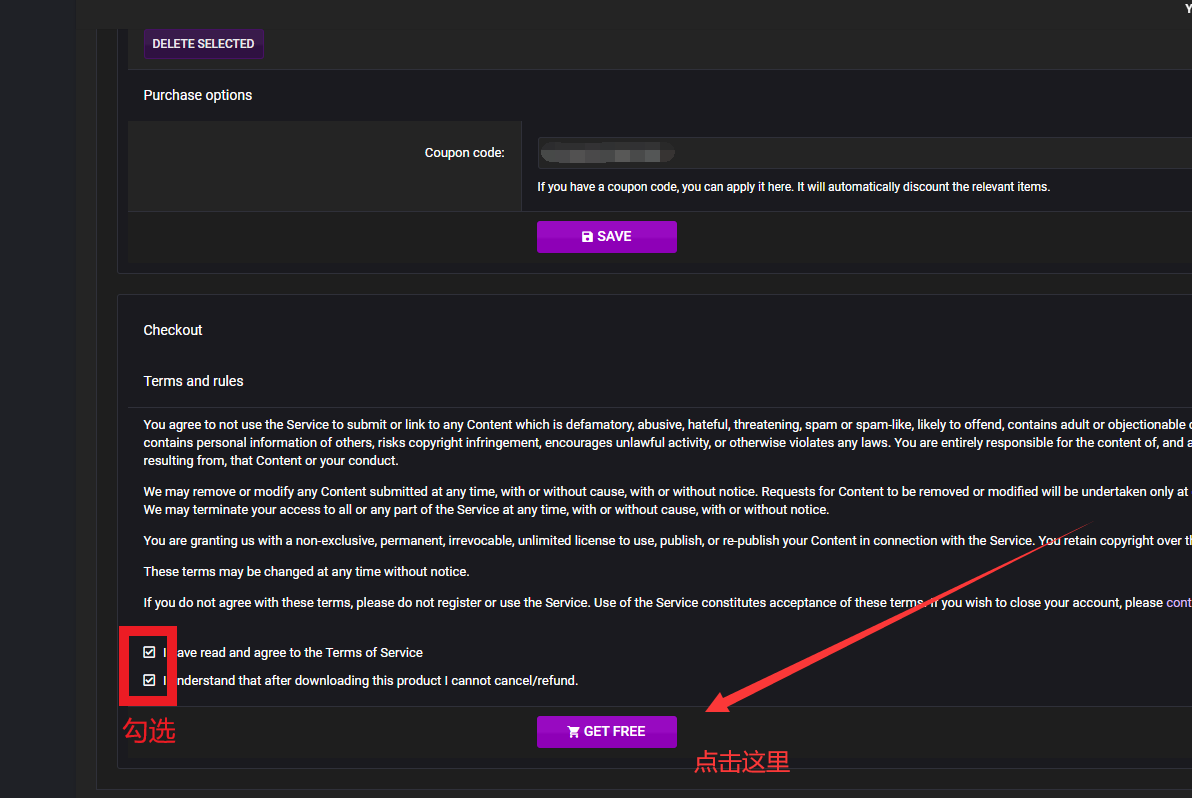 Y
DELETE SELECTED
Purchase options
Coupon code:
If you have a coupon code, you can apply it here. It will automatically discount the relevant items.
SAVE
Checkout
Terms and rules
You agree to not use the Service to submit or link to any Content which is defamatory, abusive, hateful, threatening, spam or spam-like, likely to offend, contains adult or objectionable
contains personal information of others, risks copyright infringement, encourages unlawful activity, or otherwise violates any laws. You are entirely responsible for the content of, and
resulting from, that Content or your conduct.
We may remove or modify any Content submitted at any time, with or without cause, with or without notice. Requests for Content to be removed or modified will be undertaken only at
We may terminate your access to all or any part of the Service at any time, with or without cause, with or without notice.
You are granting us with a non-exclusive, permanent, irrevocable, unlimited license to use, publish, or re-publish your Content in connection with the Service. You retain copyright over
These terms may be changed at any time without notice.
If you do not agree with these terms, please do not register or use the Service. Use of the Service constitutes acceptance of these terms. If you wish to close your account, please
I have read and agree to the Terms of Service
I understand that after downloading this product I cannot cancel/refund.
勾选
GET FREE
点击这里